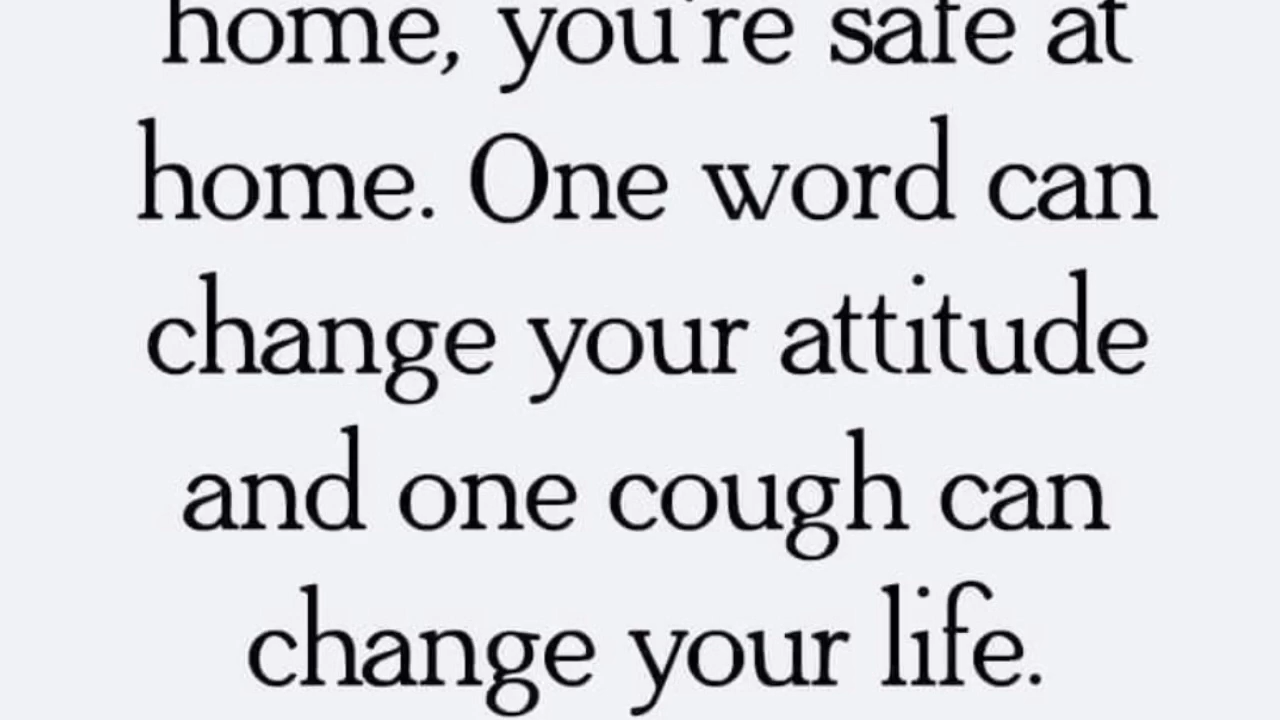 home, you're safe at
home. One word can
change your attitude
and one cough can
change your life.